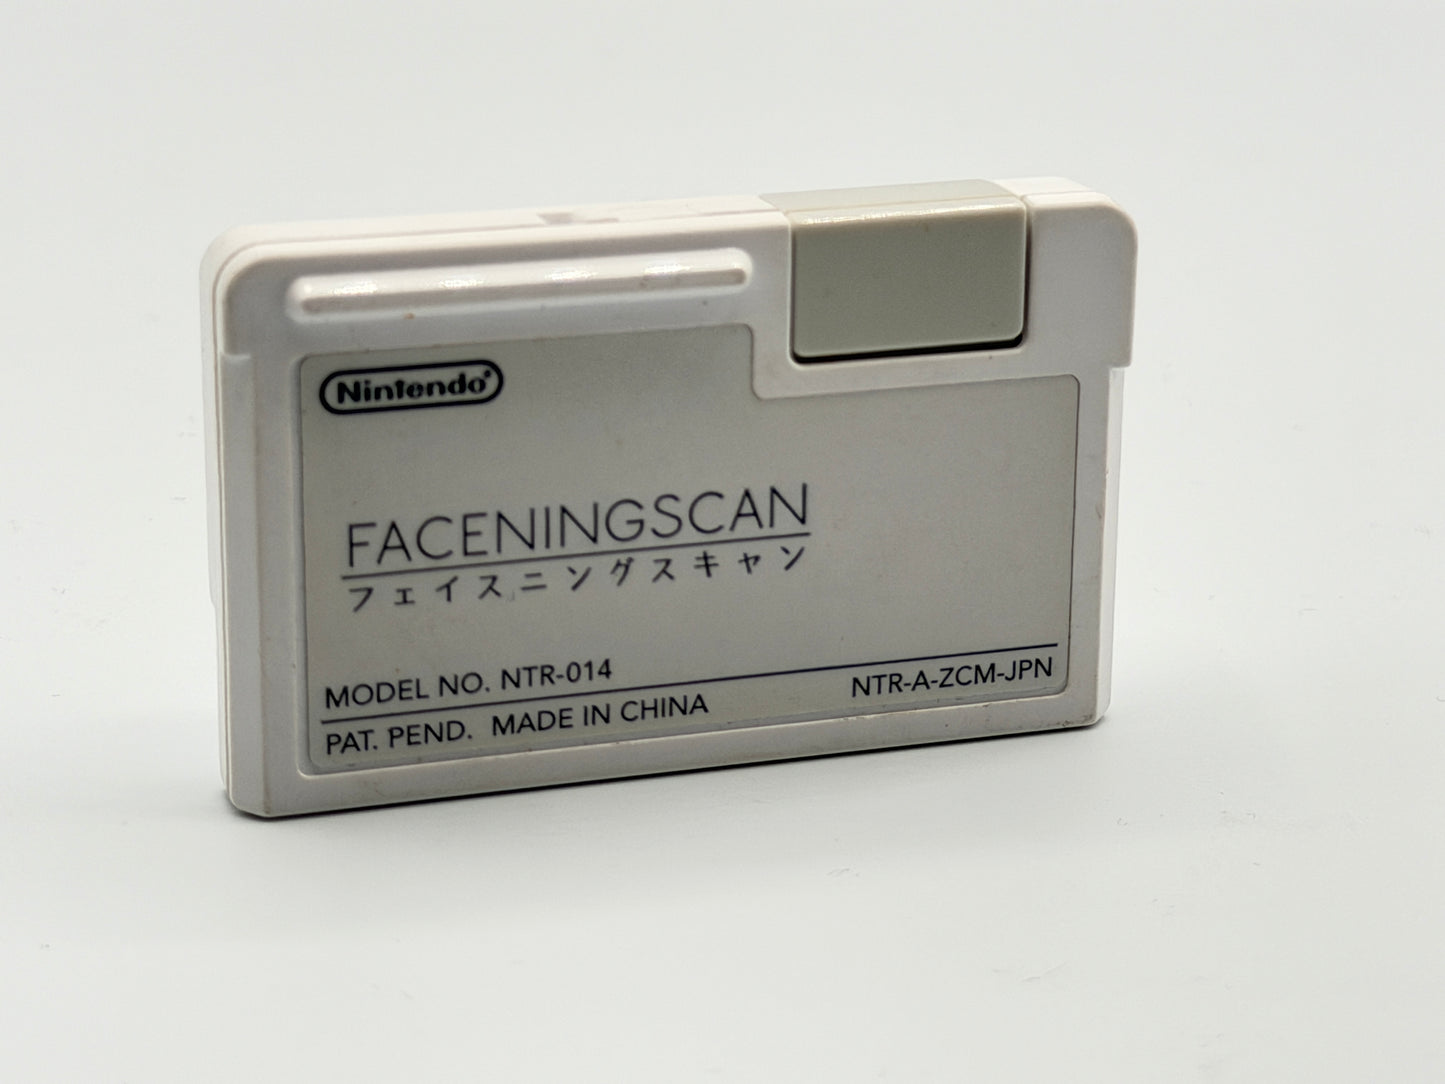 Nintendo®
FACENINGSCAN
フェイスニングスキャン
MODEL NO. NTR-014
NTR-A-ZCM-JPN
PAT. PEND. MADE IN CHINA